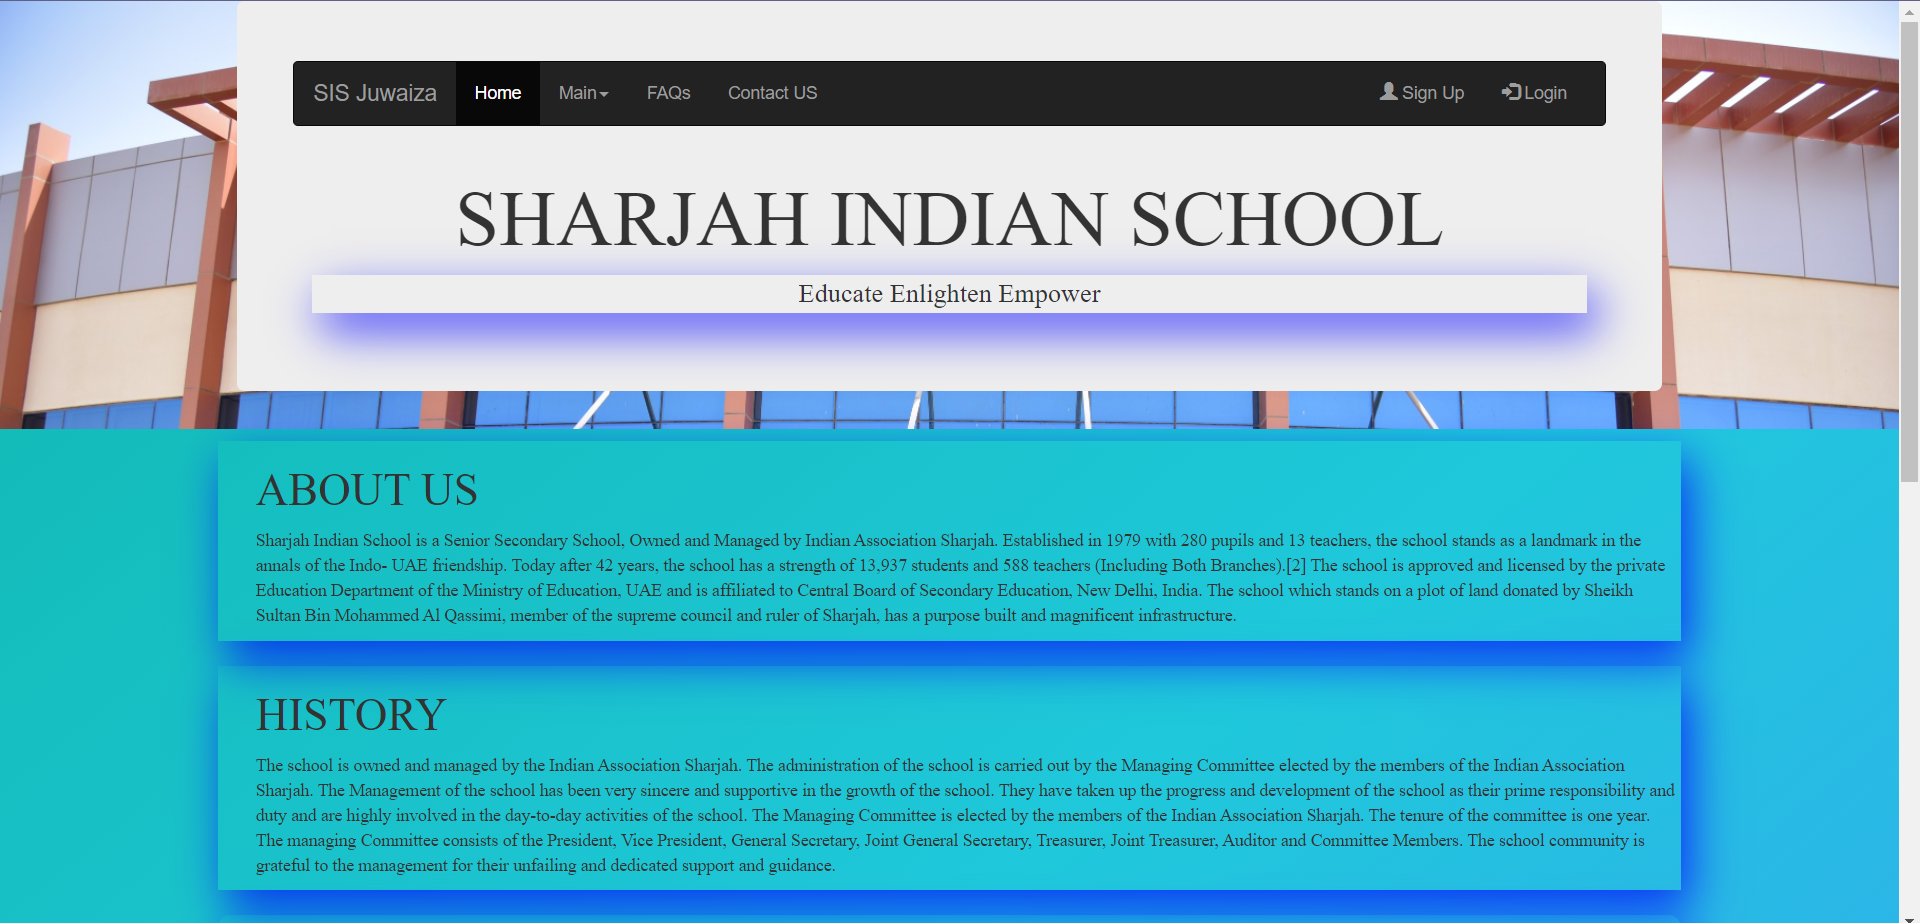 SIS Juwaiza Home Main FAQs Contact US Sign Up Login
SHARJAH INDIAN SCHOOL
Educate Enlighten Empower
ABOUT US
Sharjah Indian School is a Senior Secondary School, Owned and Managed by Indian Association Sharjah. Established in 1979 with 280 pupils and 13 teachers, the school stands as a landmark in the
annals of the Indo- UAE friendship. Today after 42 years, the school has a strength of 13,937 students and 588 teachers (Including Both Branches).[2] The school is approved and licensed by the private
Education Department of the Ministry of Education, UAE and is affiliated to Central Board of Secondary Education, New Delhi, India. The school which stands on a plot of land donated by Sheikh
Sultan Bin Mohammed Al Qassimi, member of the supreme council and ruler of Sharjah, has a purpose built and magnificent infrastructure.
HISTORY
The school is owned and managed by the Indian Association Sharjah. The administration of the school is carried out by the Managing Committee elected by the members of the Indian Association
Sharjah. The Management of the school has been very sincere and supportive in the growth of the school. They have taken up the progress and development of the school as their prime responsibility and
duty and are highly involved in the day-to-day activities of the school. The Managing Committee is elected by the members of the Indian Association Sharjah. The tenure of the committee is one year.
The managing Committee consists of the President, Vice President, General Secretary, Joint General Secretary, Treasurer, Joint Treasurer, Auditor and Committee Members. The school community is
grateful to the management for their unfailing and dedicated support and guidance.